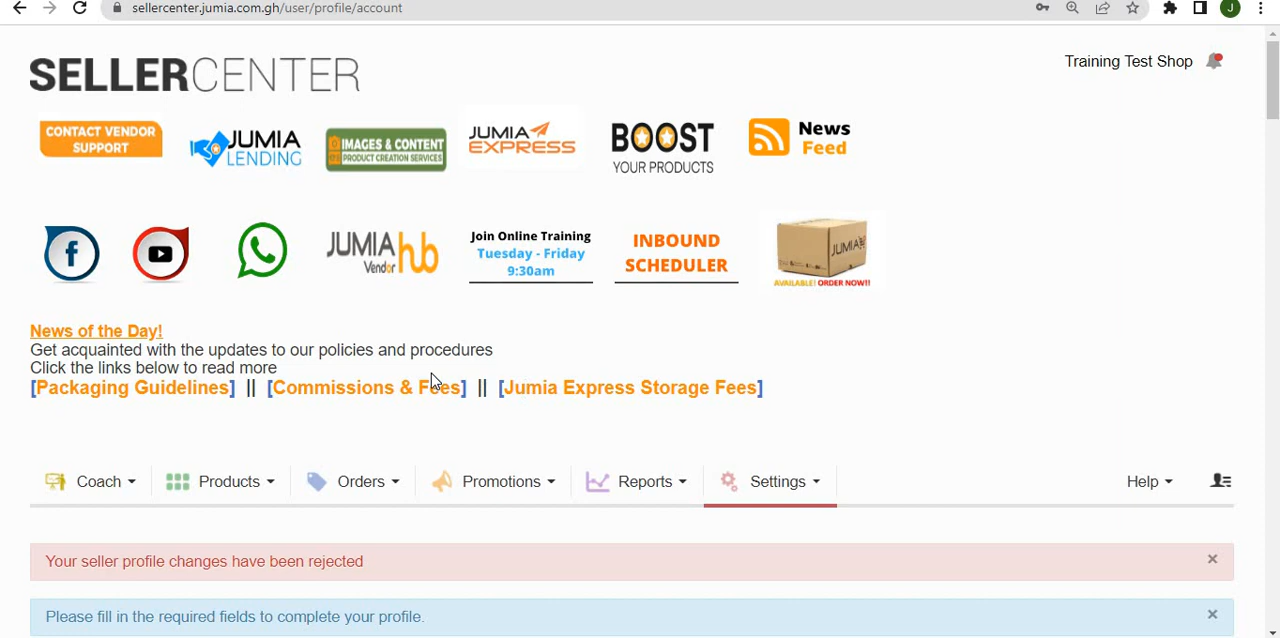 sellercenter.jumia.com.gh/user/profile/account
J
SELLERCENTER
Training Test Shop
CONTACT VENDOR
SUPPORT
JUMIA
LENDING
IMAGES & CONTENT
PRODUCT CREATION SERVICES
JUMIA
EXPRESS
BOOST
YOUR PRODUCTS
News
Feed
JUMIA hub
Vendor
Join Online Training
Tuesday - Friday
9:30am
INBOUND
SCHEDULER
JUMIA
AVAILABLE! ORDER NOW!!
News of the Day!
Get acquainted with the updates to our policies and procedures
Click the links below to read more
[Packaging Guidelines] || [Commissions & Fees] || [Jumia Express Storage Fees]
Coach Products Orders Promotions Reports Settings Help
Your seller profile changes have been rejected ×
Please fill in the required fields to complete your profile. ×